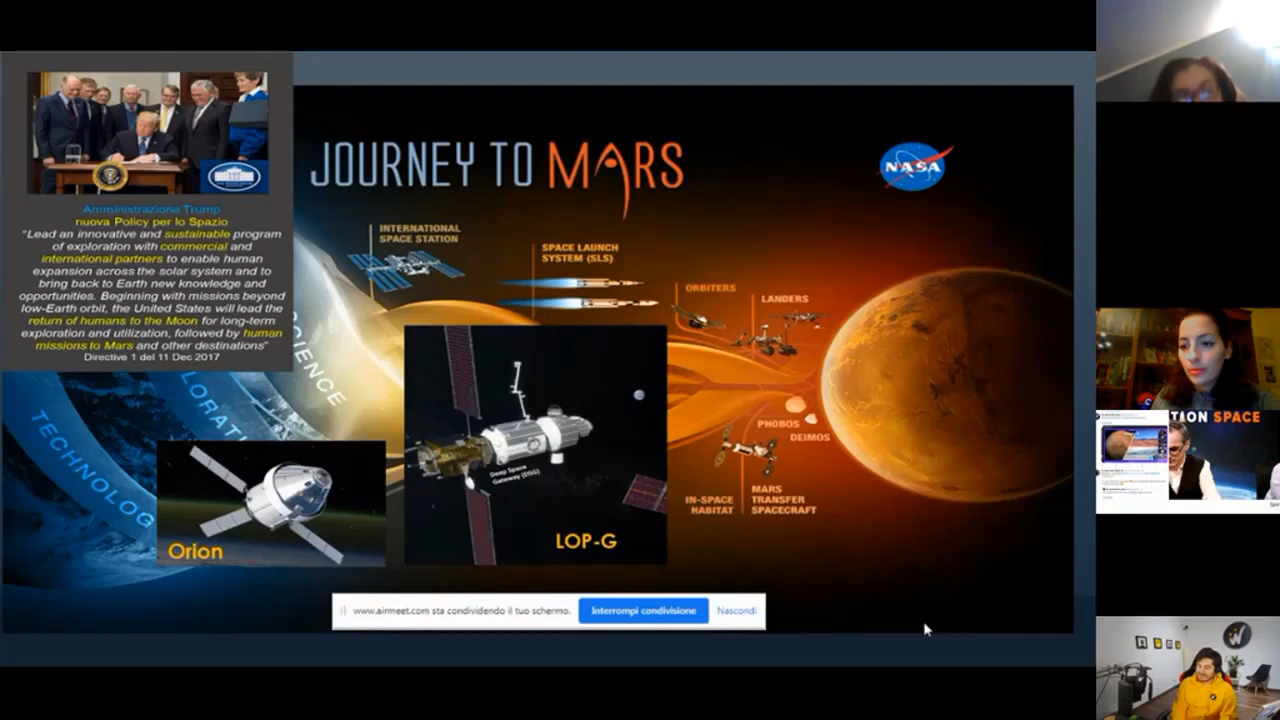 Amministrazione Trump
nuova Policy per lo Spazio
"Lead an innovative and sustainable program
of exploration with commercial and
international partners to enable human
expansion across the solar system and to
bring back to Earth new knowledge and
opportunities. Beginning with missions beyond
low-Earth orbit, the United States will lead the
return of humans to the Moon for long-term
exploration and utilization, followed by human
missions to Mars and other destinations"
Directive 1 del 11 Dec 2017
JOURNEY TO MARS
NASA
INTERNATIONAL
SPACE STATION
SPACE LAUNCH
SYSTEM (SLS)
ORBITERS
LANDERS
SCIENCE
LORATI
TECHNOLOG
PHOBOS
DEIMOS
IN-SPACE
HABITAT
MARS
TRANSFER
SPACECRAFT
Deep Space
Gateway (DSG)
LOP-G
Orion
www.airmeet.com sta condividendo il tuo schermo.
Interrompi condivisione
Nascondi
TION SPACE